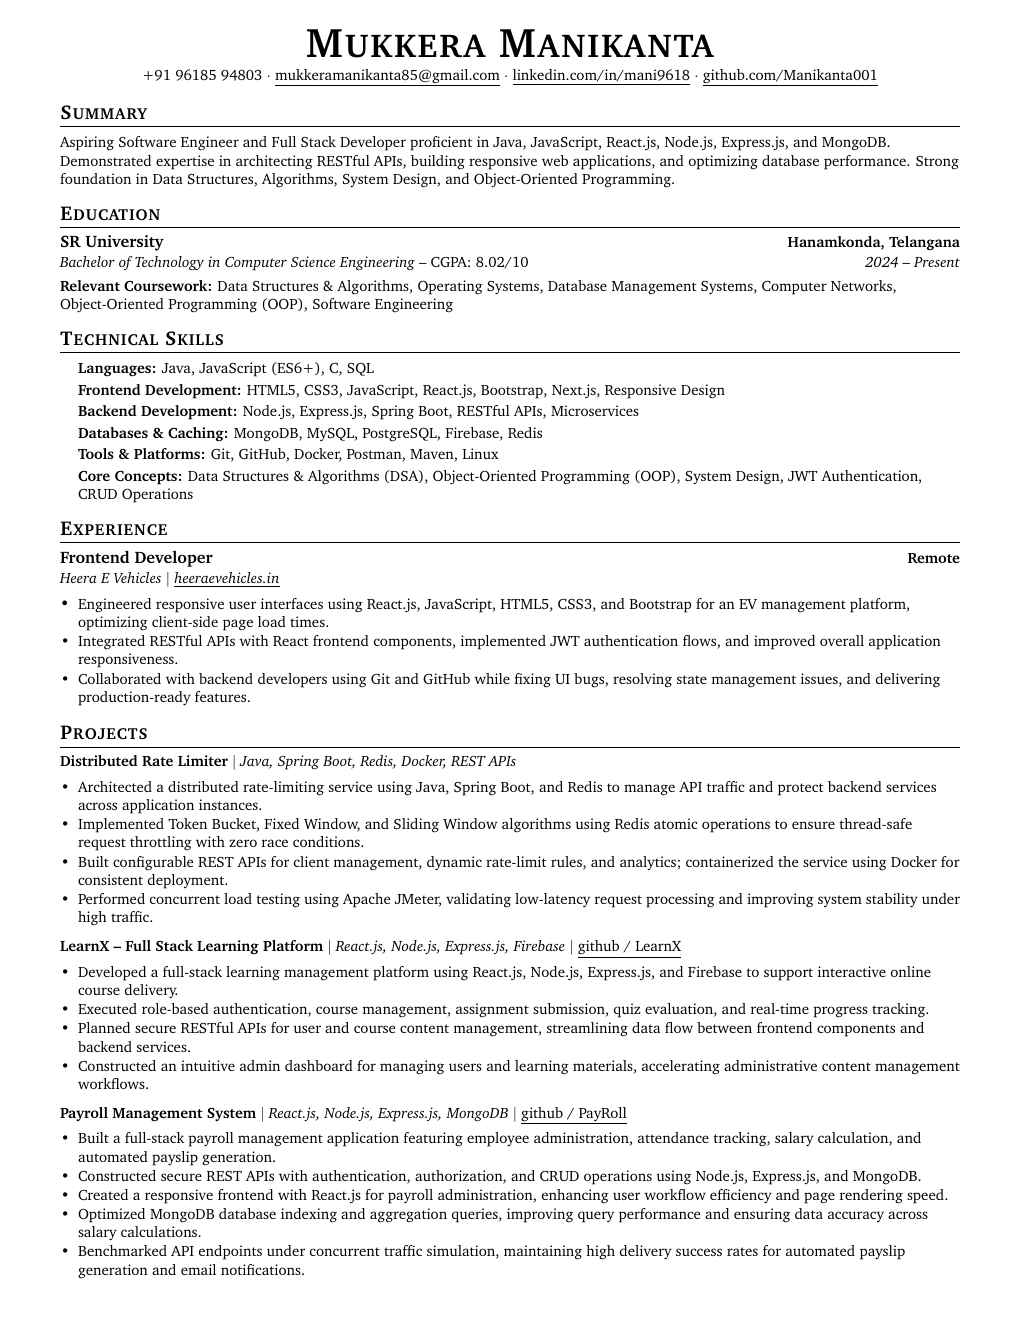 Mukkera Manikanta
+91 96185 94803 · mukkeramanikanta85@gmail.com · linkedin.com/in/mani9618 · github.com/Manikanta001
Summary
Aspiring Software Engineer and Full Stack Developer proficient in Java, JavaScript, React.js, Node.js, Express.js, and MongoDB.
Demonstrated expertise in architecting RESTful APIs, building responsive web applications, and optimizing database performance. Strong
foundation in Data Structures, Algorithms, System Design, and Object-Oriented Programming.
Education
SR University Hanamkonda, Telangana
Bachelor of Technology in Computer Science Engineering – CGPA: 8.02/10 2024 – Present
Relevant Coursework: Data Structures & Algorithms, Operating Systems, Database Management Systems, Computer Networks,
Object-Oriented Programming (OOP), Software Engineering
Technical Skills
Languages: Java, JavaScript (ES6+), C, SQL
Frontend Development: HTML5, CSS3, JavaScript, React.js, Bootstrap, Next.js, Responsive Design
Backend Development: Node.js, Express.js, Spring Boot, RESTful APIs, Microservices
Databases & Caching: MongoDB, MySQL, PostgreSQL, Firebase, Redis
Tools & Platforms: Git, GitHub, Docker, Postman, Maven, Linux
Core Concepts: Data Structures & Algorithms (DSA), Object-Oriented Programming (OOP), System Design, JWT Authentication,
CRUD Operations
Experience
Frontend Developer Remote
Heera E Vehicles | heeraevehicles.in
• Engineered responsive user interfaces using React.js, JavaScript, HTML5, CSS3, and Bootstrap for an EV management platform,
optimizing client-side page load times.
• Integrated RESTful APIs with React frontend components, implemented JWT authentication flows, and improved overall application
responsiveness.
• Collaborated with backend developers using Git and GitHub while fixing UI bugs, resolving state management issues, and delivering
production-ready features.
Projects
Distributed Rate Limiter | Java, Spring Boot, Redis, Docker, REST APIs
• Architected a distributed rate-limiting service using Java, Spring Boot, and Redis to manage API traffic and protect backend services
across application instances.
• Implemented Token Bucket, Fixed Window, and Sliding Window algorithms using Redis atomic operations to ensure thread-safe
request throttling with zero race conditions.
• Built configurable REST APIs for client management, dynamic rate-limit rules, and analytics; containerized the service using Docker for
consistent deployment.
• Performed concurrent load testing using Apache JMeter, validating low-latency request processing and improving system stability under
high traffic.
LearnX – Full Stack Learning Platform | React.js, Node.js, Express.js, Firebase | github / LearnX
• Developed a full-stack learning management platform using React.js, Node.js, Express.js, and Firebase to support interactive online
course delivery.
• Executed role-based authentication, course management, assignment submission, quiz evaluation, and real-time progress tracking.
• Planned secure RESTful APIs for user and course content management, streamlining data flow between frontend components and
backend services.
• Constructed an intuitive admin dashboard for managing users and learning materials, accelerating administrative content management
workflows.
Payroll Management System | React.js, Node.js, Express.js, MongoDB | github / PayRoll
• Built a full-stack payroll management application featuring employee administration, attendance tracking, salary calculation, and
automated payslip generation.
• Constructed secure REST APIs with authentication, authorization, and CRUD operations using Node.js, Express.js, and MongoDB.
• Created a responsive frontend with React.js for payroll administration, enhancing user workflow efficiency and page rendering speed.
• Optimized MongoDB database indexing and aggregation queries, improving query performance and ensuring data accuracy across
salary calculations.
• Benchmarked API endpoints under concurrent traffic simulation, maintaining high delivery success rates for automated payslip
generation and email notifications.